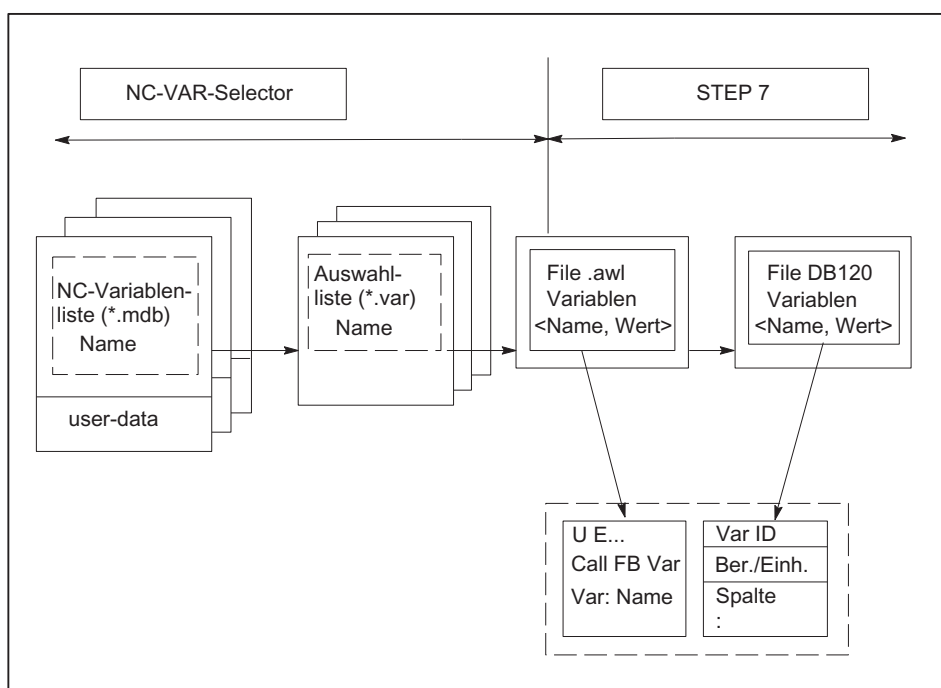 NC-VAR-Selector
STEP 7
NC-Variablen-
liste (*.mdb)
Name
user-data
Auswahl-
liste (*.var)
Name
File .awl
Variablen
<Name, Wert>
File DB120
Variablen
<Name, Wert>
U E...
Call FB Var
Var: Name
Var ID
Ber./Einh.
Spalte
: